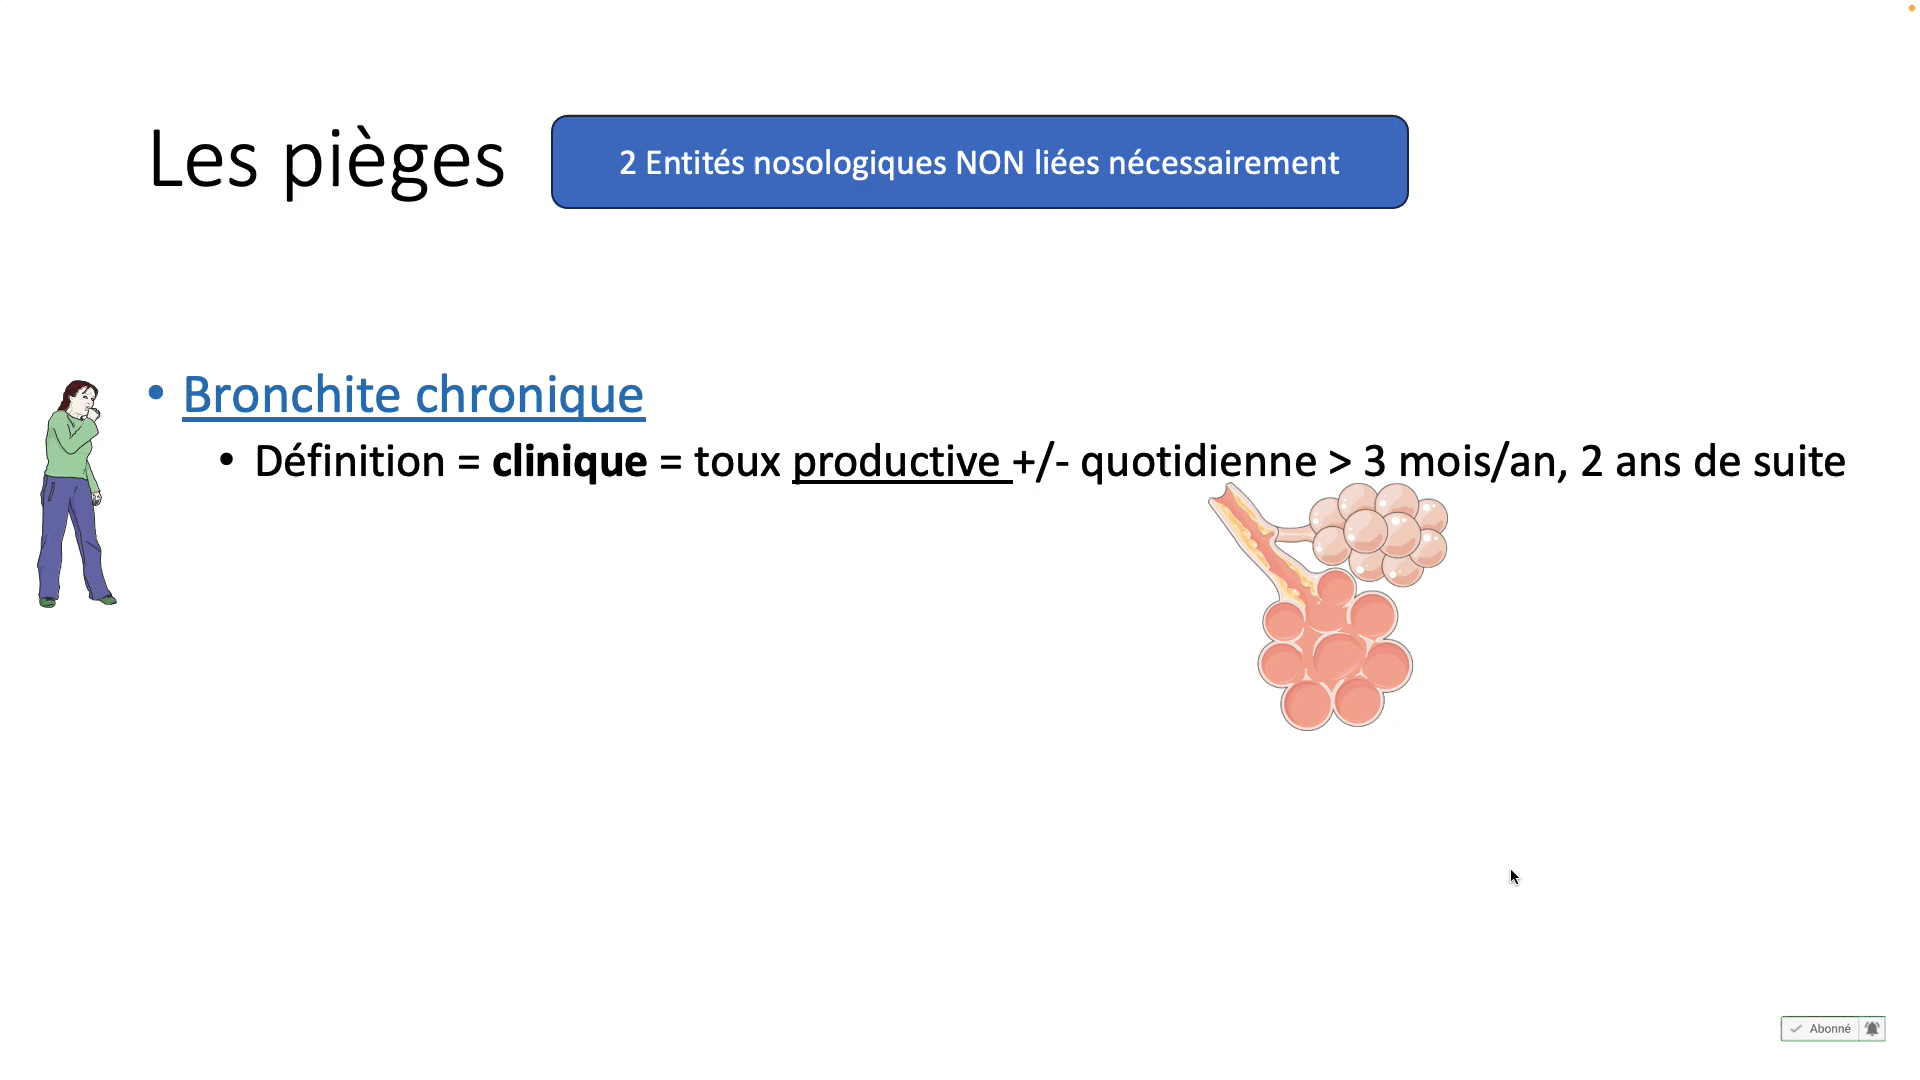 Les pièges
2 Entités nosologiques NON liées nécessairement
• Bronchite chronique
• Définition = clinique = toux productive +/- quotidienne > 3 mois/an, 2 ans de suite
Abonné